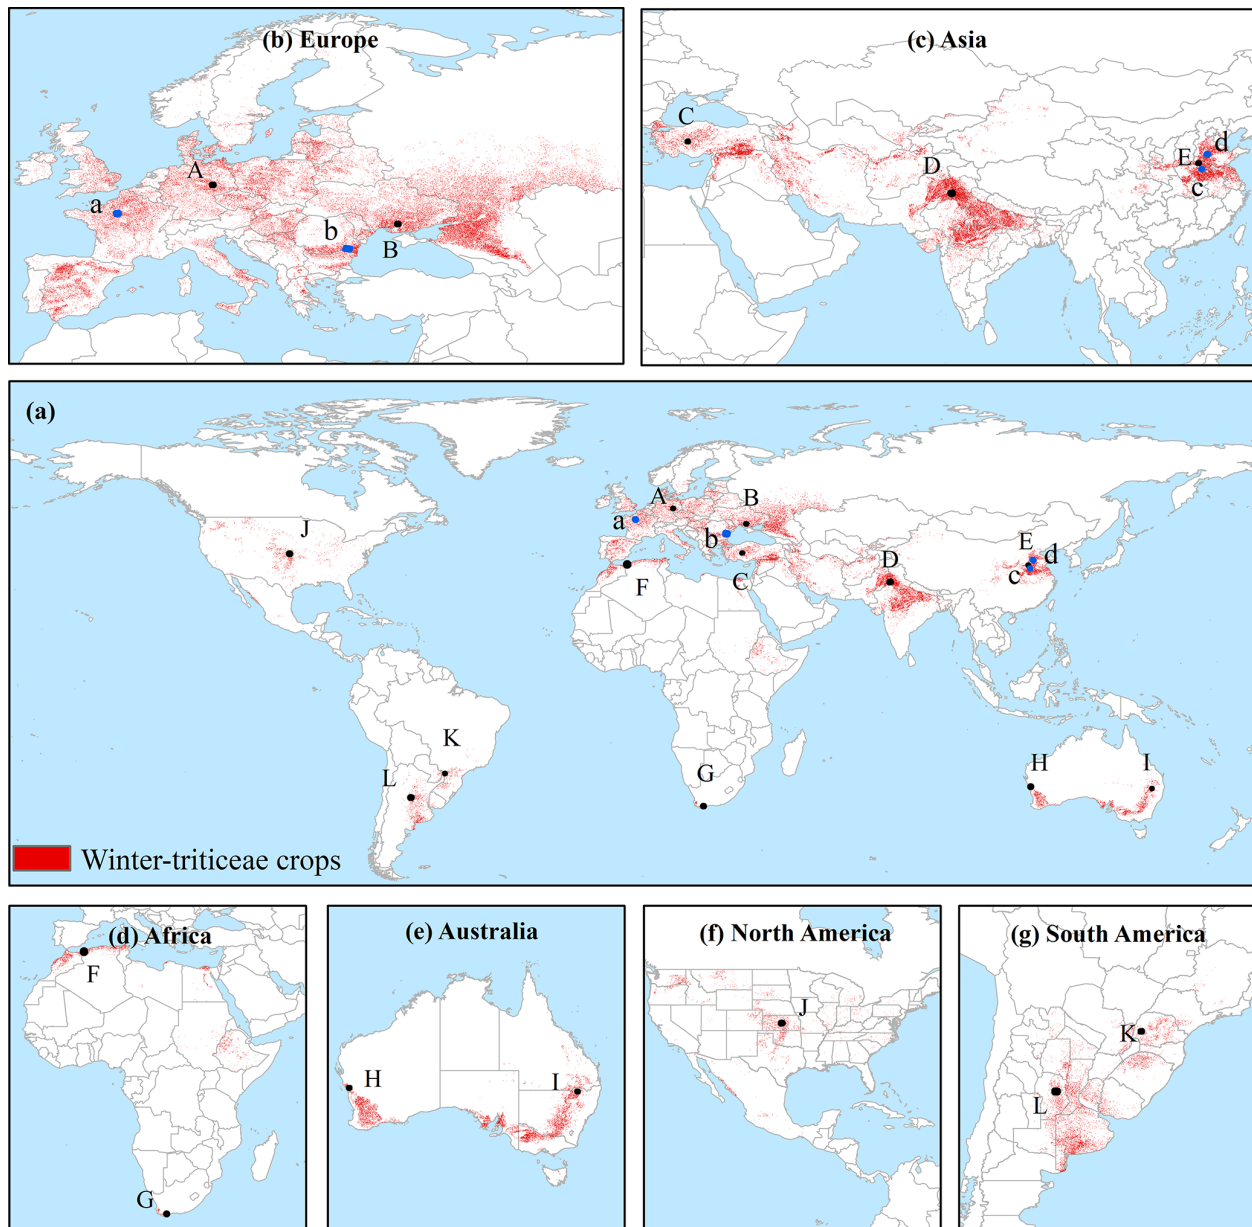 (b) Europe
A
a
b
B
(c) Asia
C
D
E
d
c
(a)
J
A
B
a
b
C
F
D
E
d
c
K
L
G
H
I
Winter-triticeae crops
(d) Africa
F
G
(e) Australia
H
I
(f) North America
J
(g) South America
K
L